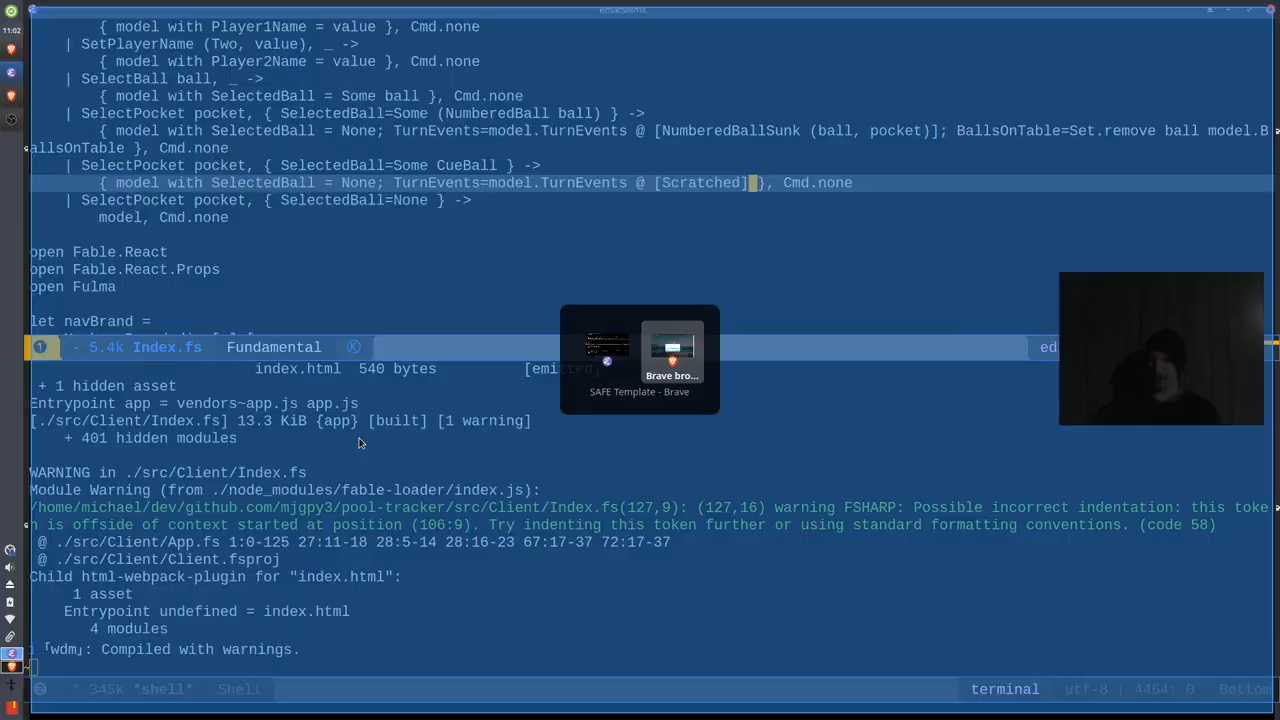 11:02
{ model with Player1Name = value }, Cmd.none
| SetPlayerName (Two, value), _ ->
{ model with Player2Name = value }, Cmd.none
| SelectBall ball, _ ->
{ model with SelectedBall = Some ball }, Cmd.none
| SelectPocket pocket, { SelectedBall=Some (NumberedBall ball) } ->
{ model with SelectedBall = None; TurnEvents=model.TurnEvents @ [NumberedBallSunk (ball, pocket)]; BallsOnTable=Set.remove ball model.B
allsOnTable }, Cmd.none
| SelectPocket pocket, { SelectedBall=Some CueBall } ->
{ model with SelectedBall = None; TurnEvents=model.TurnEvents @ [Scratched] }, Cmd.none
| SelectPocket pocket, { SelectedBall=None } ->
model, Cmd.none
open Fable.React
open Fable.React.Props
open Fulma
let navBrand =
1 - 5.4k Index.fs Fundamental K ed
Brave bro...
SAFE Template - Brave
index.html 540 bytes [emitted]
+ 1 hidden asset
Entrypoint app = vendors~app.js app.js
[./src/Client/Index.fs] 13.3 KiB {app} [built] [1 warning]
+ 401 hidden modules
WARNING in ./src/Client/Index.fs
Module Warning (from ./node_modules/fable-loader/index.js):
/home/michael/dev/github.com/mjgpy3/pool-tracker/src/Client/Index.fs(127,9): (127,16) warning FSHARP: Possible incorrect indentation: this toke
n is offside of context started at position (106:9). Try indenting this token further or using standard formatting conventions. (code 58)
@ ./src/Client/App.fs 1:0-125 27:11-18 28:5-14 28:16-23 67:17-37 72:17-37
@ ./src/Client/Client.fsproj
Child html-webpack-plugin for "index.html":
1 asset
Entrypoint undefined = index.html
4 modules
i ｢wdm｣: Compiled with warnings.
2 * 345k *shell* Shell terminal utf-8 | 4464: 0 Bottom